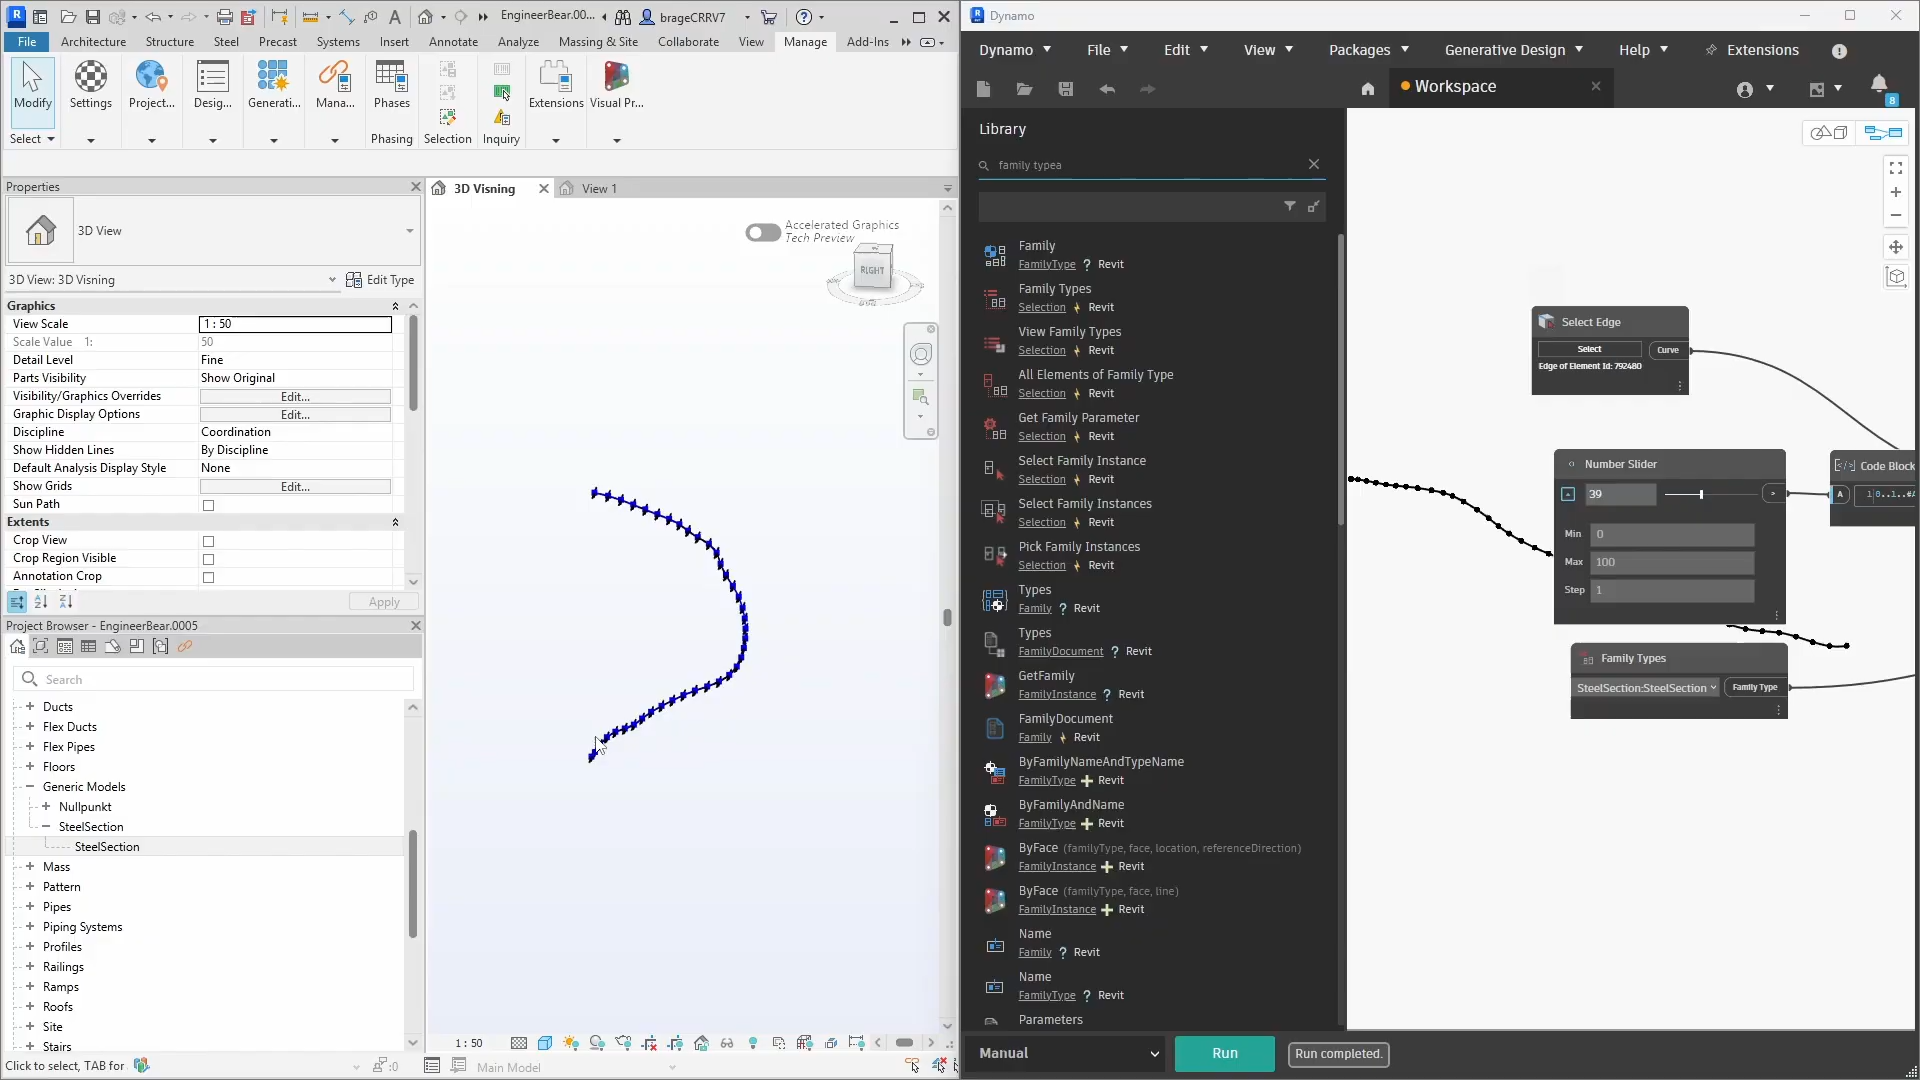 EngineerBear.00...
brageCRRV7
File
Architecture
Structure
Steel
Precast
Systems
Insert
Annotate
Analyze
Massing & Site
Collaborate
View
Manage
Add-Ins
Modify
Settings
Project...
Desig...
Generati...
Mana...
Phases
Extensions
Visual Pr...
Select
Phasing
Selection
Inquiry
Properties
3D View
3D View: 3D Visning
Edit Type
Graphics
View Scale
1 : 50
Scale Value 1:
50
Detail Level
Fine
Parts Visibility
Show Original
Visibility/Graphics Overrides
Edit...
Graphic Display Options
Edit...
Discipline
Coordination
Show Hidden Lines
By Discipline
Default Analysis Display Style
None
Show Grids
Edit...
Sun Path
Extents
Crop View
Crop Region Visible
Annotation Crop
Apply
Project Browser - EngineerBear.0005
Search
Ducts
Flex Ducts
Flex Pipes
Floors
Generic Models
Nullpunkt
SteelSection
SteelSection
Mass
Pattern
Pipes
Piping Systems
Profiles
Railings
Ramps
Roofs
Site
Stairs
Click to select, TAB for
:0
Main Model
3D Visning
View 1
Accelerated Graphics
Tech Preview
RIGHT
1 : 50
Dynamo
Dynamo
File
Edit
View
Packages
Generative Design
Help
Extensions
Workspace
8
Library
family typea
Family
FamilyType ? Revit
Family Types
Selection Revit
View Family Types
Selection Revit
All Elements of Family Type
Selection Revit
Get Family Parameter
Selection Revit
Select Family Instance
Selection Revit
Select Family Instances
Selection Revit
Pick Family Instances
Selection Revit
Types
Family ? Revit
Types
FamilyDocument ? Revit
GetFamily
FamilyInstance ? Revit
FamilyDocument
Family Revit
ByFamilyNameAndTypeName
FamilyType + Revit
ByFamilyAndName
FamilyType + Revit
ByFace (familyType, face, location, referenceDirection)
FamilyInstance + Revit
ByFace (familyType, face, line)
FamilyInstance + Revit
Name
Family ? Revit
Name
FamilyType ? Revit
Parameters
Manual
Run
Run completed.
Select Edge
Select
Curve
Edge of Element Id: 792480
Number Slider
39
>
Min
0
Max
100
Step
1
Code Block
A
1
0..1..#A
Family Types
SteelSection:SteelSection
Family Type